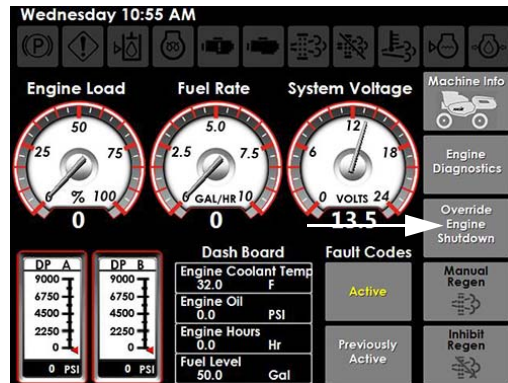 Wednesday 10:55 AM
(P)
Engine Load
Fuel Rate
System Voltage
Machine Info
50
5.0
12
25
75
2.5
7.5
6
18
0
%
100
0
GAL/HR
10
0
VOLTS
24
0
0
13.5
Engine
Diagnostics
Override
Engine
Shutdown
Dash Board
Fault Codes
DP A
DP B
9000
9000
6750
6750
4500
4500
2250
2250
0
0
0 PSI
0 PSI
Engine Coolant Temp
32.0 F
Engine Oil
0.0 PSI
Engine Hours
0.0 Hr
Fuel Level
50.0 Gal
Active
Previously
Active
Manual
Regen
Inhibit
Regen